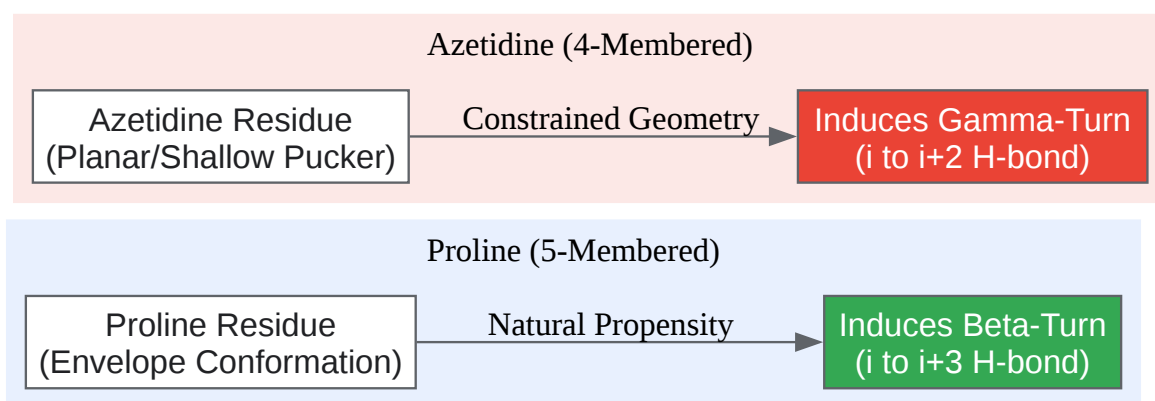 Azetidine (4-Membered)
Azetidine Residue
(Planar/Shallow Pucker)
Constrained Geometry
Induces Gamma-Turn
(i to i+2 H-bond)
Proline (5-Membered)
Proline Residue
(Envelope Conformation)
Natural Propensity
Induces Beta-Turn
(i to i+3 H-bond)